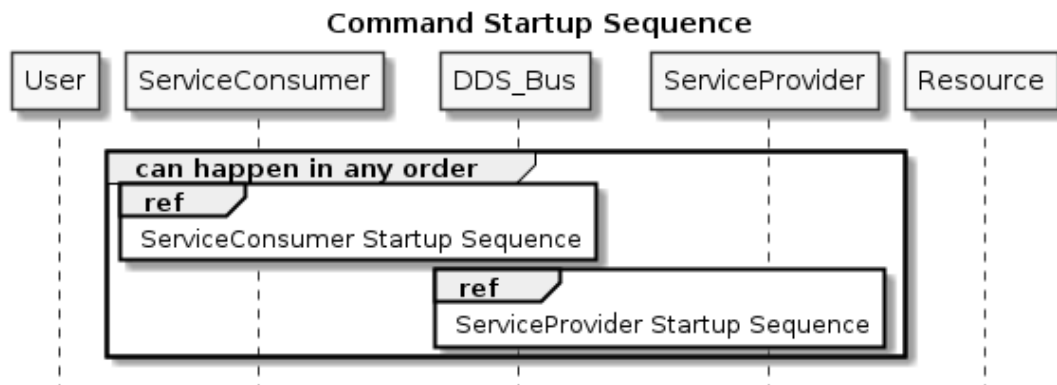 Command Startup Sequence
User ServiceConsumer DDS_Bus ServiceProvider Resource
can happen in any order
ref
ServiceConsumer Startup Sequence
ref
ServiceProvider Startup Sequence